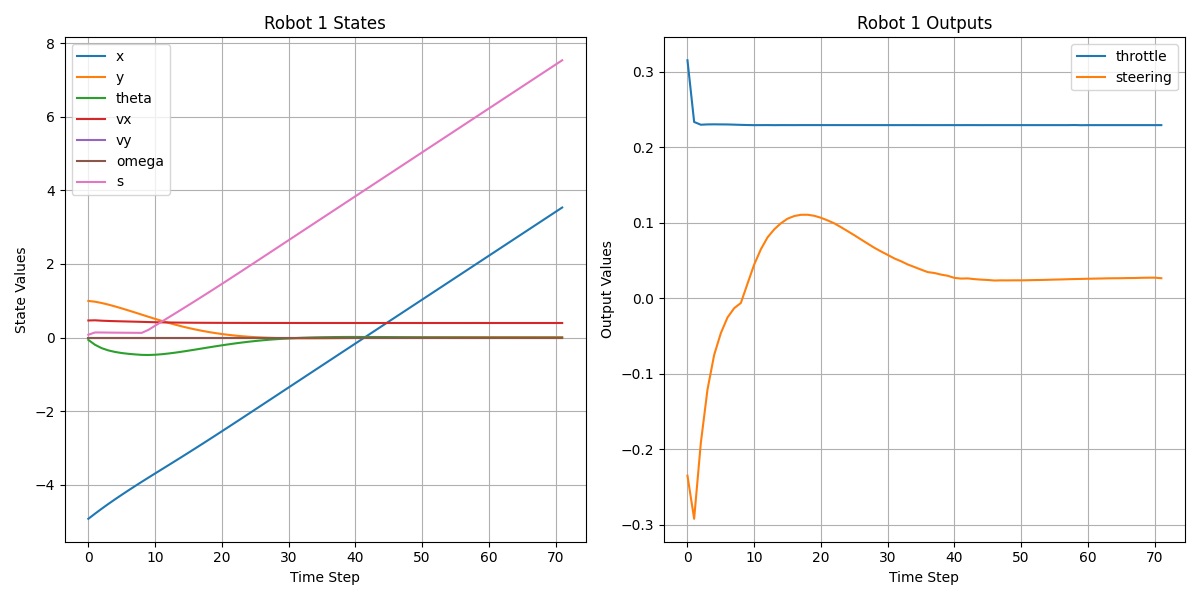 Robot 1 States
State Values
8
6
4
2
0
−2
−4
x
y
theta
vx
vy
omega
s
0 10 20 30 40 50 60 70
Time Step
Robot 1 Outputs
Output Values
0.3
0.2
0.1
0.0
−0.1
−0.2
−0.3
throttle
steering
0 10 20 30 40 50 60 70
Time Step